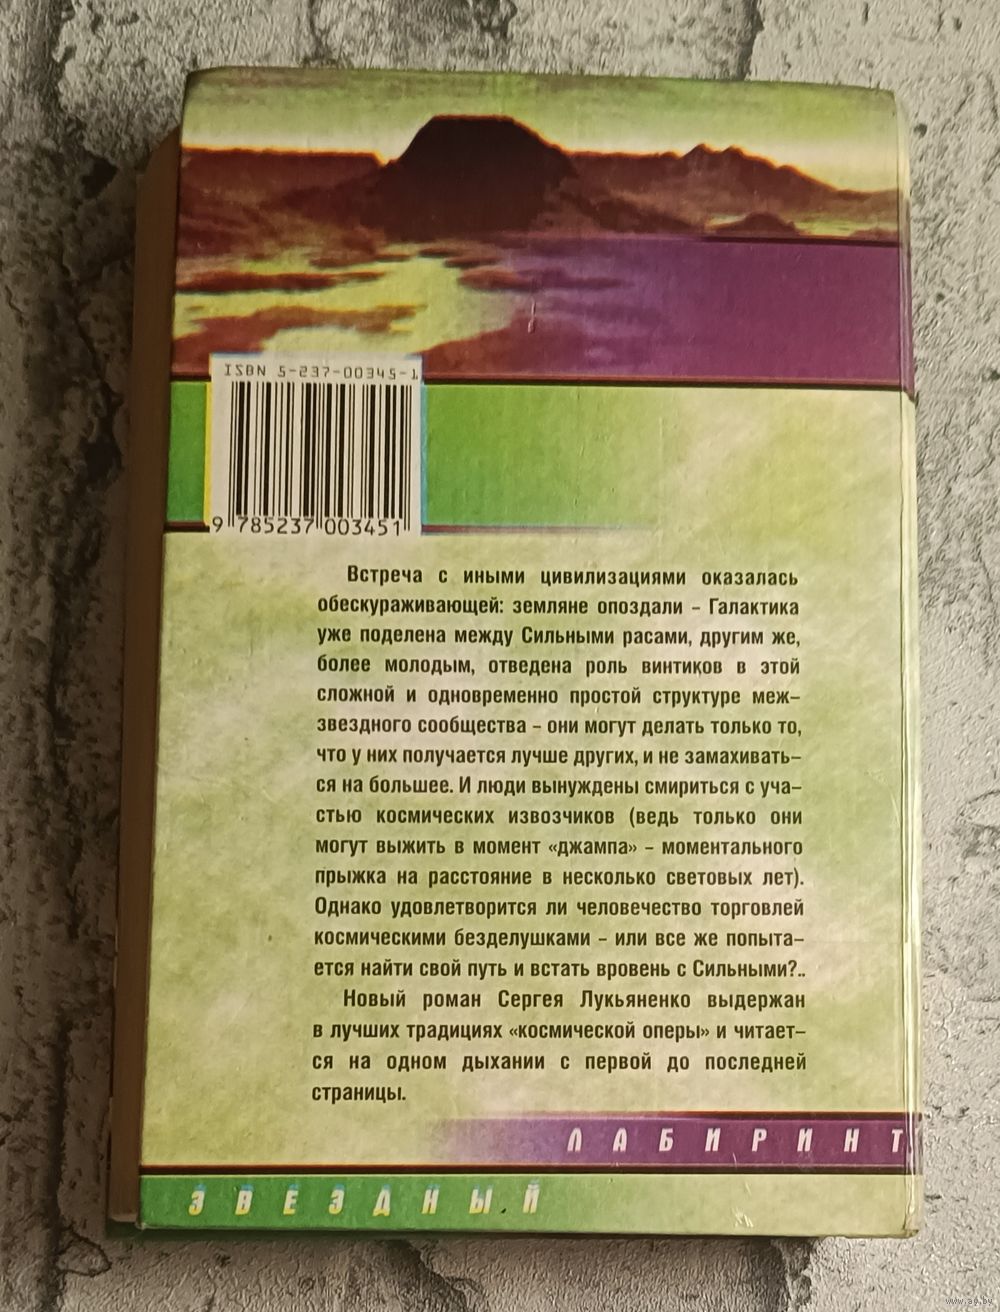 ISBN 5-237-00345-1
9 785237 003451
Встреча с иными цивилизациями оказалась
обескураживающей: земляне опоздали – Галактика
уже поделена между Сильными расами, другим же,
более молодым, отведена роль винтиков в этой
сложной и одновременно простой структуре меж–
звездного сообщества – они могут делать только то,
что у них получается лучше других, и не замахивать–
ся на большее. И люди вынуждены смириться с уча–
стью космических извозчиков (ведь только они
могут выжить в момент «джампа» – моментального
прыжка на расстояние в несколько световых лет).
Однако удовлетворится ли человечество торговлей
космическими безделушками – или все же попыта–
ется найти свой путь и встать вровень с Сильными?..
Новый роман Сергея Лукьяненко выдержан
в лучших традициях «космической оперы» и читает–
ся на одном дыхании с первой до последней
страницы.
ЛАБИРИНТ
ЗВЕЗДНЫЙ
www.ay.by